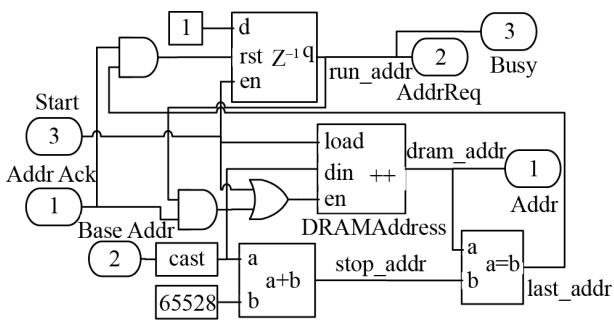 1
d
rst
en
Z⁻¹
q
3
Busy
2
AddrReq
run_addr
Start
3
load
din
en
++
DRAMAddress
dram_addr
1
Addr
Addr Ack
1
Base Addr
2
cast
a
b
a+b
65528
stop_addr
a
b
a=b
last_addr